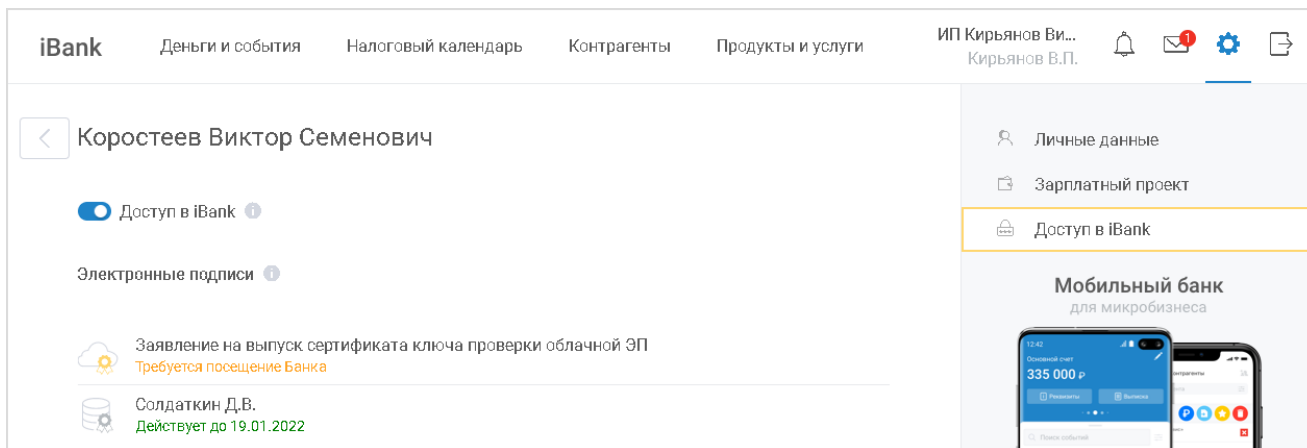 iBank
Деньги и события
Налоговый календарь
Контрагенты
Продукты и услуги
ИП Кирьянов Ви...
Кирьянов В.П.
1
Коростеев Виктор Семенович
Доступ в iBank
Электронные подписи
Заявление на выпуск сертификата ключа проверки облачной ЭП
Требуется посещение Банка
Солдаткин Д.В.
Действует до 19.01.2022
Личные данные
Зарплатный проект
Доступ в iBank
Мобильный банк
для микробизнеса
12:42
Основной счет
335 000 ₽
Реквизиты
Выписка
Поиск событий